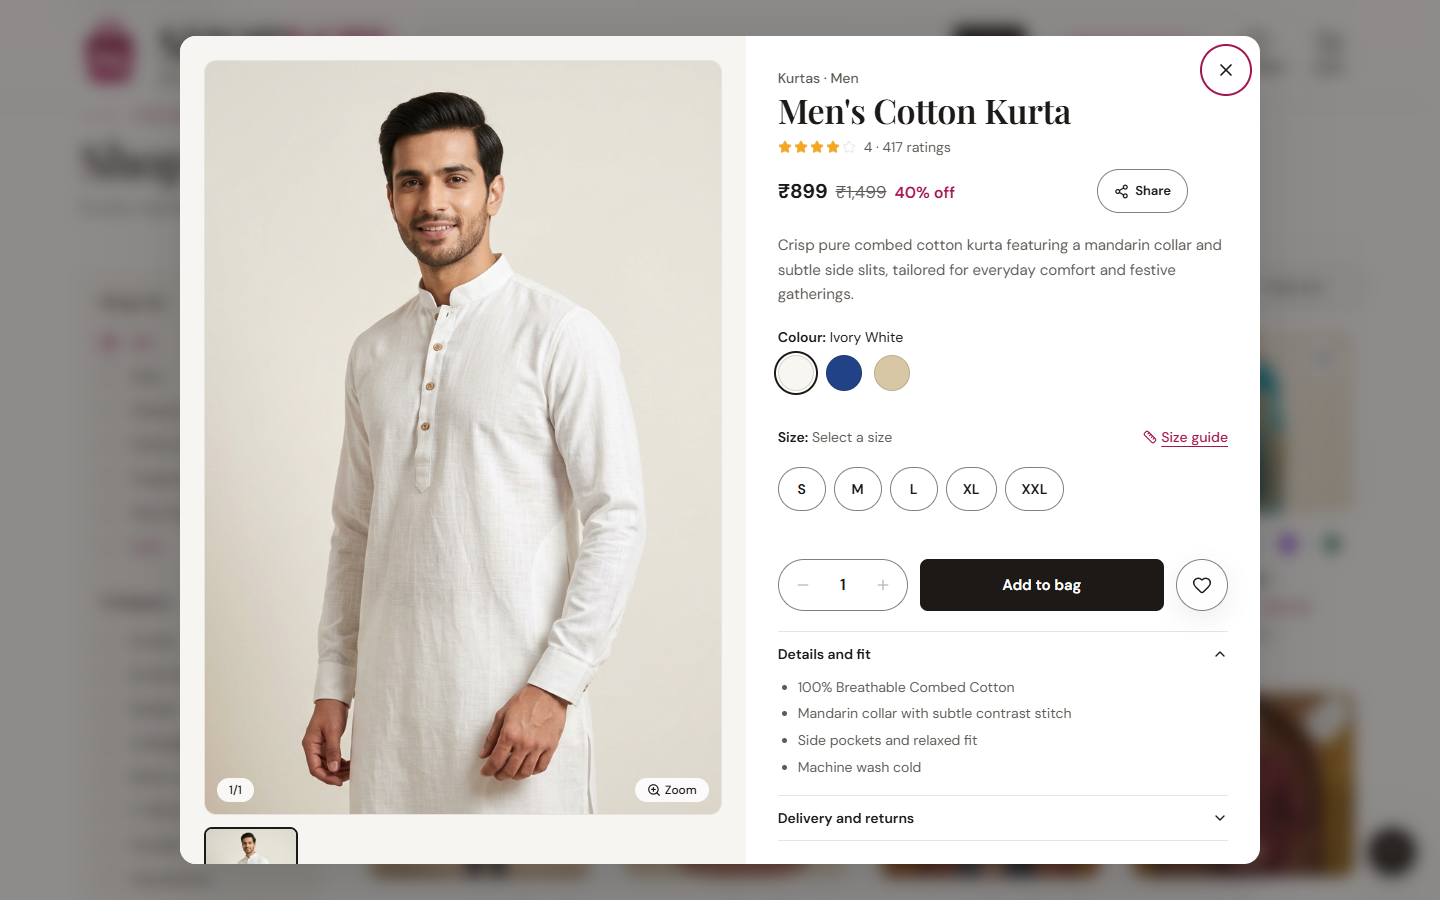 Kurtas · Men
Men's Cotton Kurta
4 · 417 ratings
₹899 ₹1,499 40% off
Share
Crisp pure combed cotton kurta featuring a mandarin collar and
subtle side slits, tailored for everyday comfort and festive
gatherings.
Colour: Ivory White
Size: Select a size
Size guide
S M L XL XXL
1
Add to bag
Details and fit
100% Breathable Combed Cotton
Mandarin collar with subtle contrast stitch
Side pockets and relaxed fit
Machine wash cold
Delivery and returns
1/1
Zoom
Shop